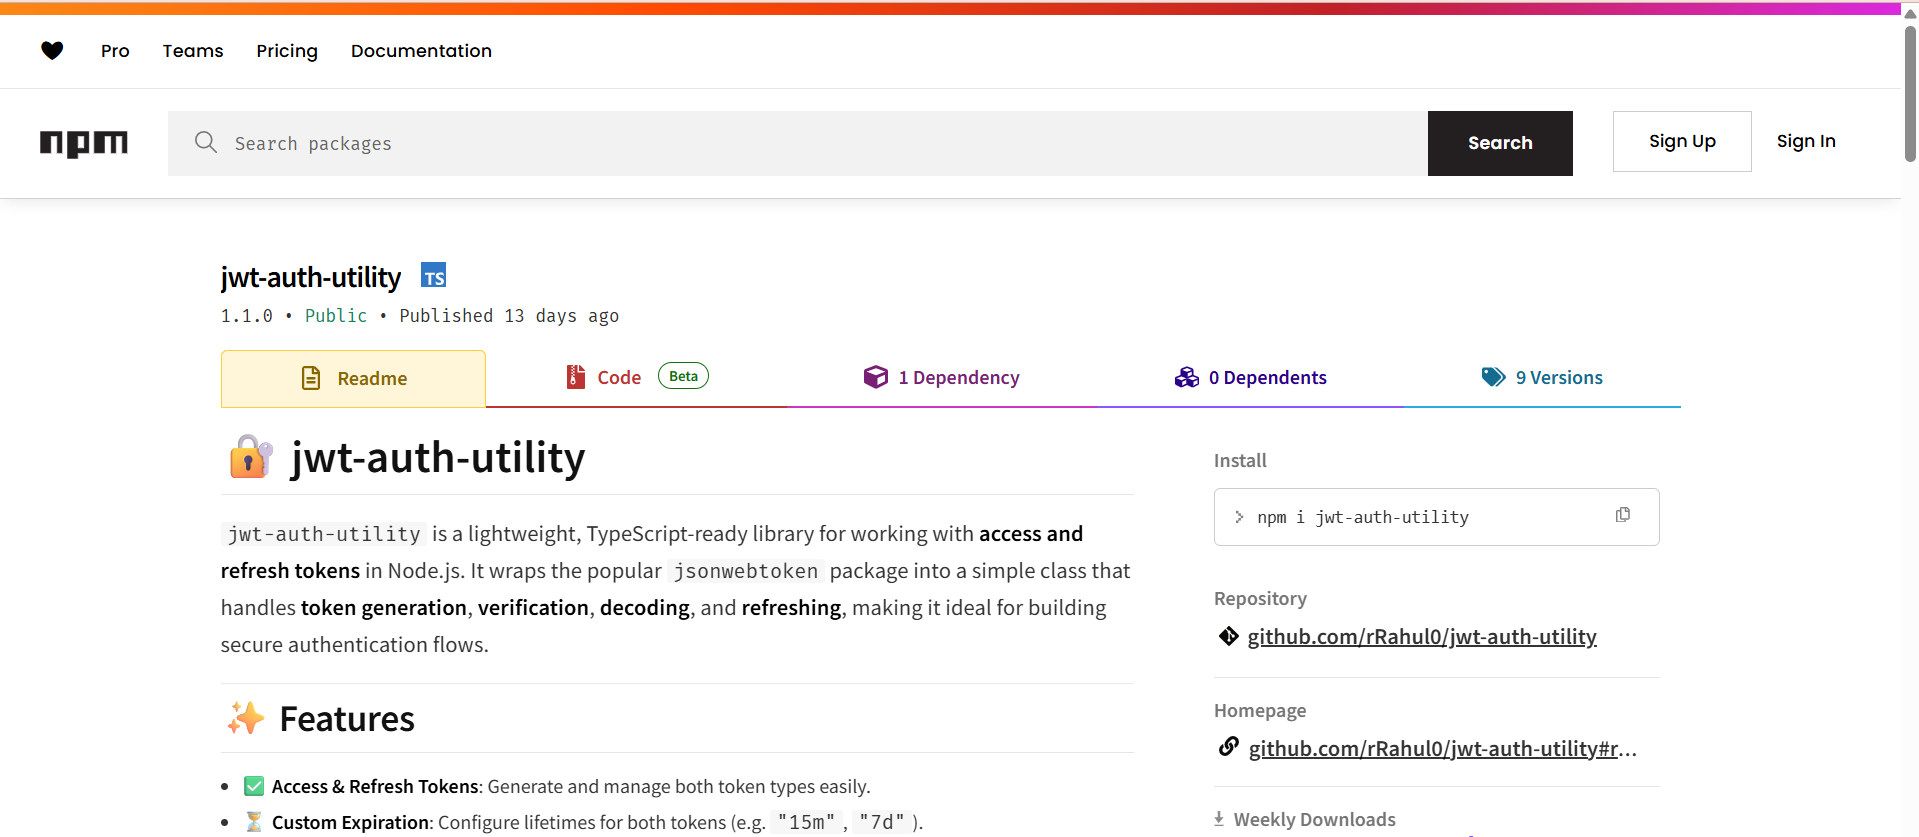 Pro Teams Pricing Documentation
npm Search packages Search Sign Up Sign In
jwt-auth-utility TS
1.1.0 • Public • Published 13 days ago
Readme Code Beta 1 Dependency 0 Dependents 9 Versions
jwt-auth-utility
jwt-auth-utility is a lightweight, TypeScript-ready library for working with access and
refresh tokens in Node.js. It wraps the popular jsonwebtoken package into a simple class that
handles token generation, verification, decoding, and refreshing, making it ideal for building
secure authentication flows.
Features
• Access & Refresh Tokens: Generate and manage both token types easily.
• Custom Expiration: Configure lifetimes for both tokens (e.g. "15m", "7d").
Install
> npm i jwt-auth-utility
Repository
github.com/rRahul0/jwt-auth-utility
Homepage
github.com/rRahul0/jwt-auth-utility#r...
Weekly Downloads